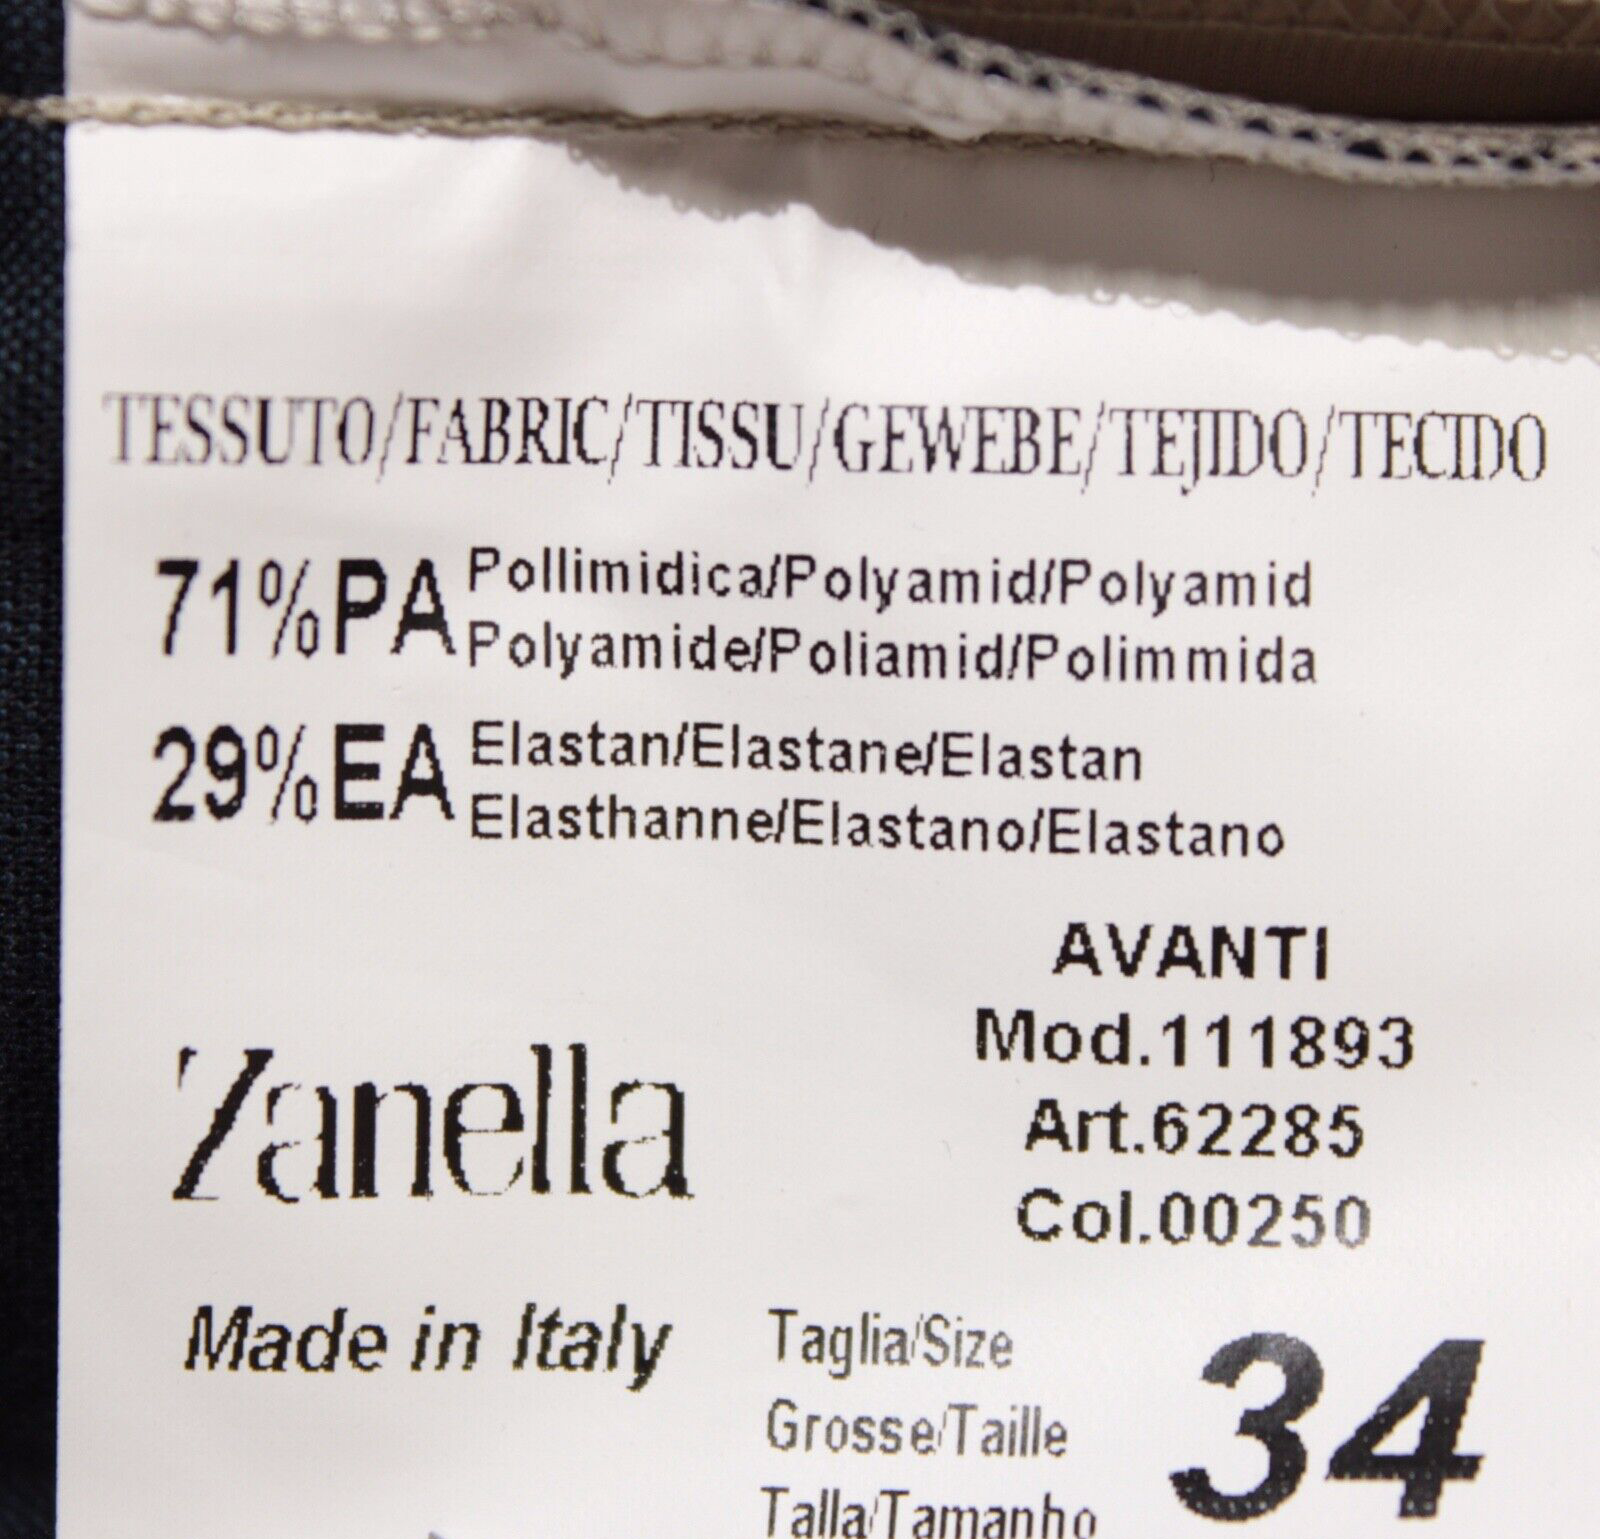 TESSUTO/FABRIC/TISSU/GEWEBE/TEJIDO/TECIDO
71%PA Pollimidica/Polyamid/Polyamid
Polyamide/Poliamid/Polimmida
29%EA Elastan/Elastane/Elastan
Elasthanne/Elastano/Elastano
AVANTI
Mod.111893
Art.62285
Col.00250
Zanella
Made in Italy
Taglia/Size
Grosse/Taille
Talla/Tamanho
34